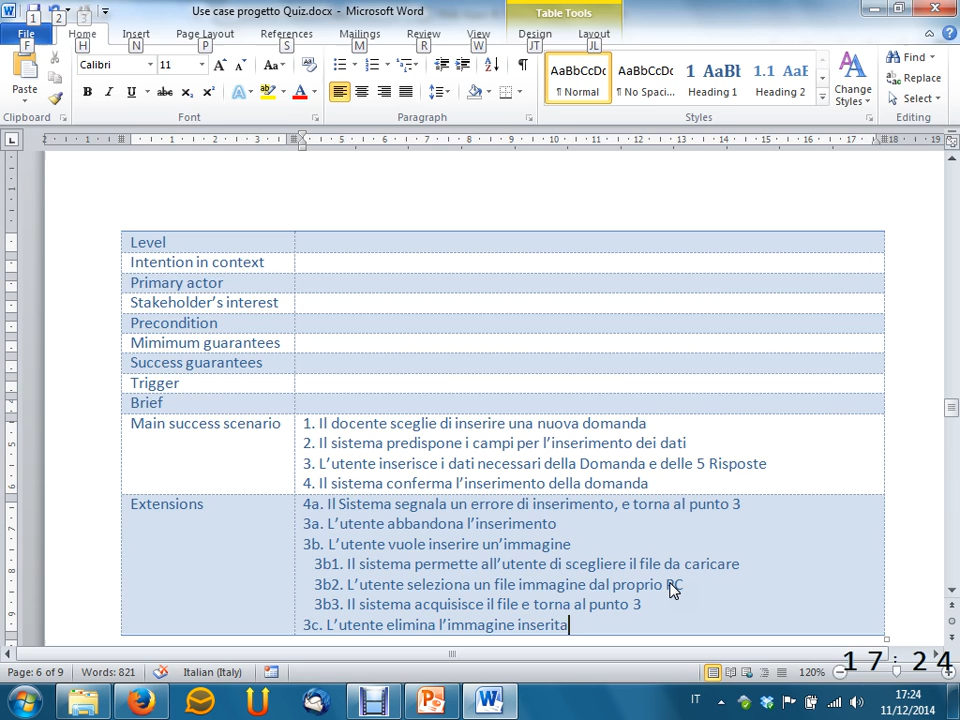 Use case progetto Quiz.docx - Microsoft Word
Table Tools
1 2 3
File Home Insert Page Layout References Mailings Review View Design Layout
F H N P S M R W JT JL
Calibri 11
Paste
Clipboard Font Paragraph Styles Editing
AaBbCcDc AaBbCcDc 1 AaBb 1.1 AaE
¶ Normal ¶ No Spaci... Heading 1 Heading 2
Change Styles
Find
Replace
Select
Level
Intention in context
Primary actor
Stakeholder’s interest
Precondition
Mimimum guarantees
Success guarantees
Trigger
Brief
Main success scenario
1. Il docente sceglie di inserire una nuova domanda
2. Il sistema predispone i campi per l’inserimento dei dati
3. L’utente inserisce i dati necessari della Domanda e delle 5 Risposte
4. Il sistema conferma l’inserimento della domanda
Extensions
4a. Il Sistema segnala un errore di inserimento, e torna al punto 3
3a. L’utente abbandona l’inserimento
3b. L’utente vuole inserire un’immagine
3b1. Il sistema permette all’utente di scegliere il file da caricare
3b2. L’utente seleziona un file immagine dal proprio PC
3b3. Il sistema acquisisce il file e torna al punto 3
3c. L’utente elimina l’immagine inserita
Page: 6 of 9 Words: 821 Italian (Italy) 120%
17:24
IT
17:24
11/12/2014